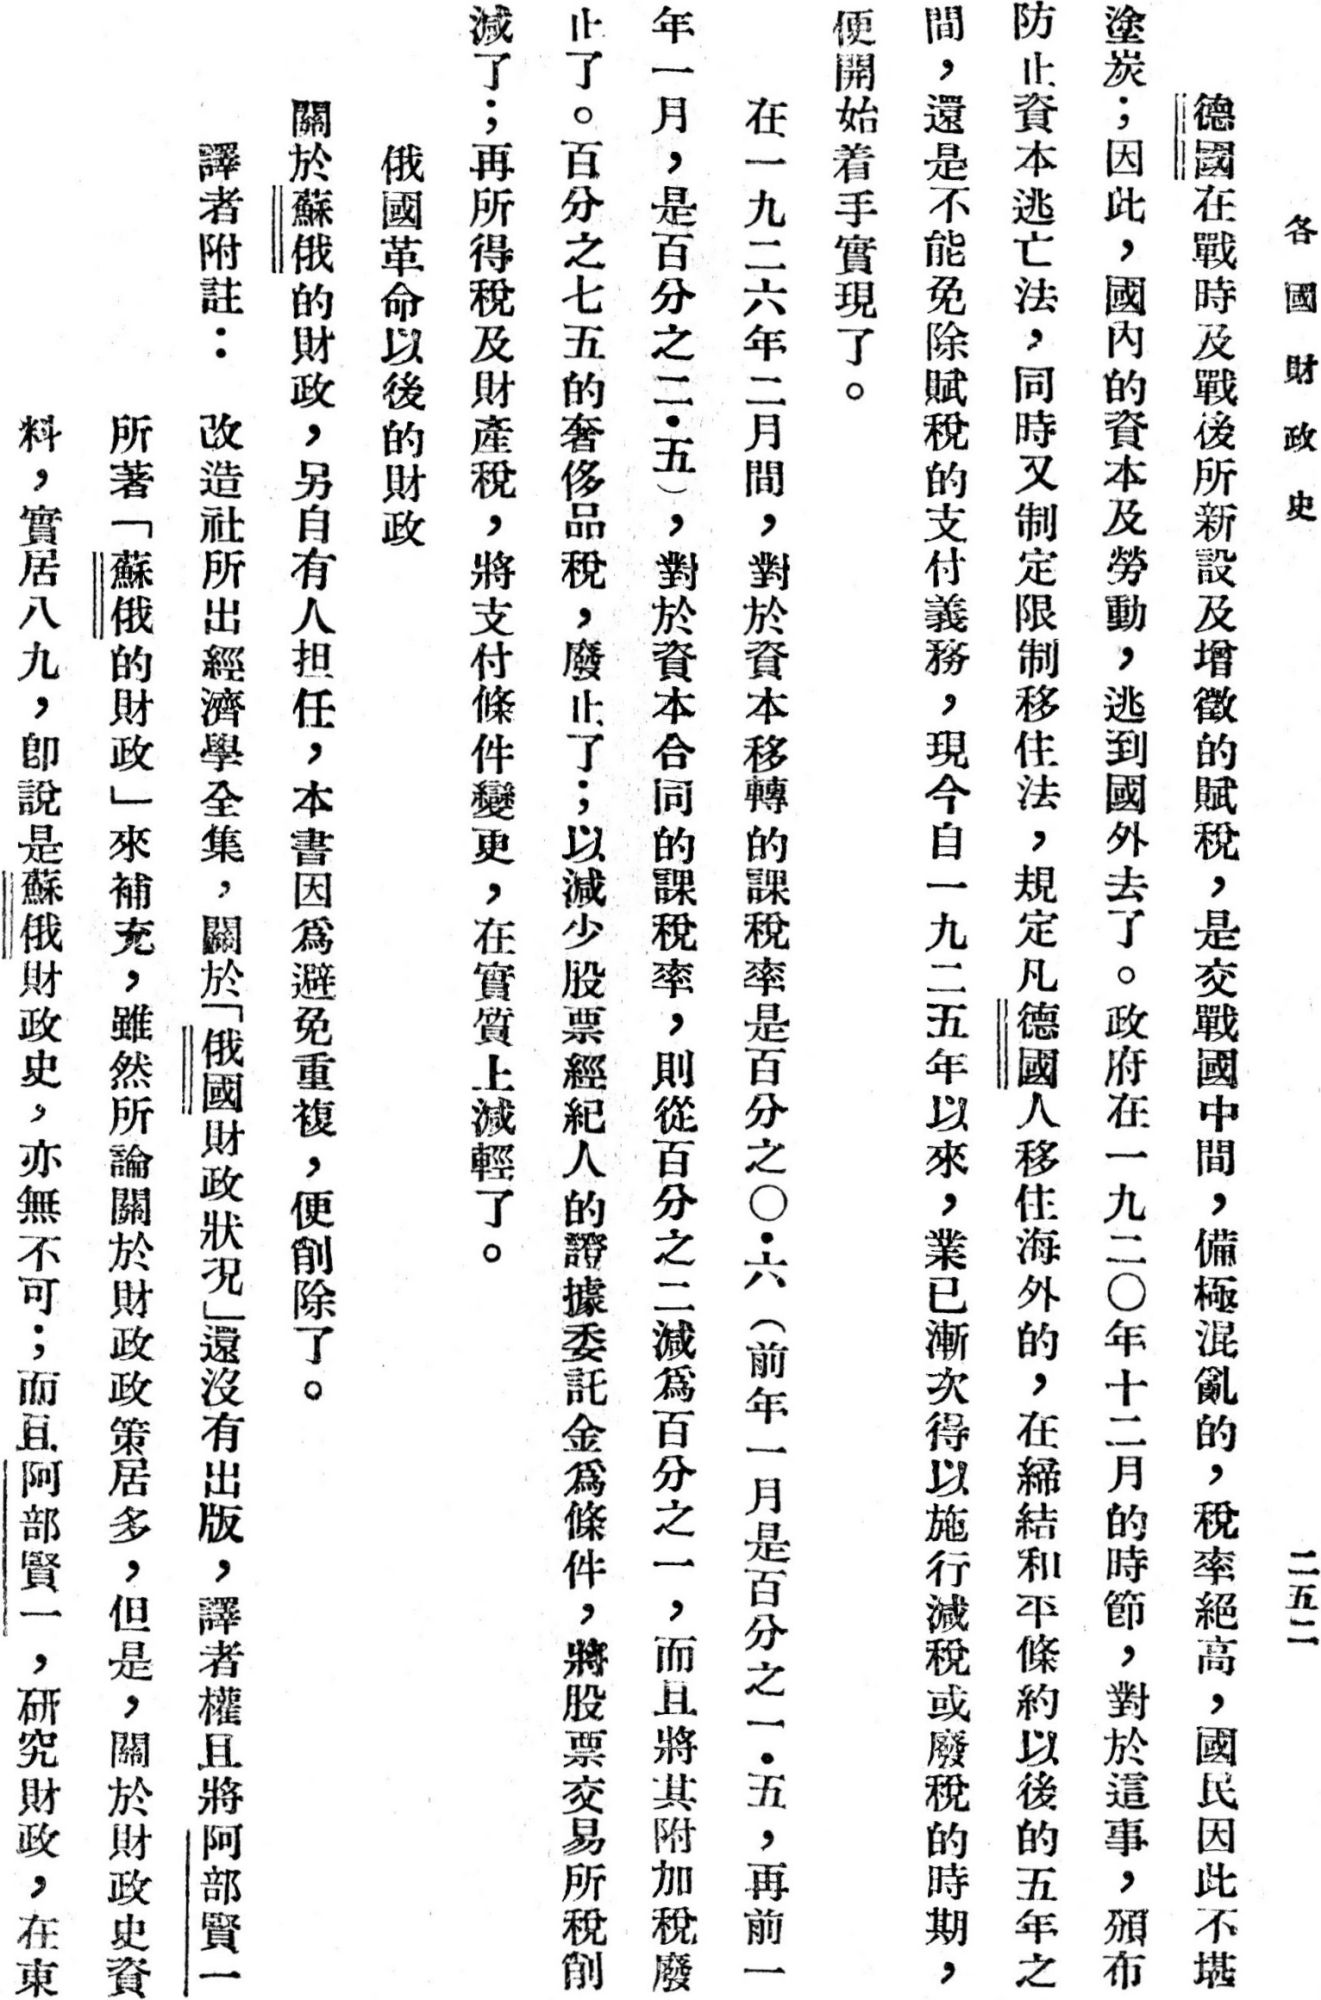 各國財政史
二五二
德國在戰時及戰後所新設及增徵的賦稅，是交戰國中間，備極混亂的，稅率絕高，國民因此不堪
塗炭；因此，國內的資本及勞動，逃到國外去了。政府在一九二〇年十二月的時節，對於這事，頒布
防止資本逃亡法，同時又制定限制移住法，規定凡德國人移住海外的，在締結和平條約以後的五年之
間，還是不能免除賦稅的支付義務，現今自一九二五年以來，業已漸次得以施行減稅或廢稅的時期，
便開始着手實現了。
在一九二六年二月間，對於資本移轉的課稅率是百分之〇・六（前年一月是百分之一・五，再前一
年一月，是百分之二・五），對於資本合同的課稅率，則從百分之二減爲百分之一，而且將其附加稅廢
止了。百分之七五的奢侈品稅，廢止了；以減少股票經紀人的證據委託金爲條件，將股票交易所稅削
減了；再所得稅及財產稅，將支付條件變更，在實質上減輕了。
俄國革命以後的財政
關於蘇俄的財政，另自有人担任，本書因爲避免重複，便削除了。
譯者附註：改造社所出經濟學全集，關於「俄國財政狀况」還沒有出版，譯者權且將阿部賢一
所著「蘇俄的財政」來補充，雖然所論關於財政政策居多，但是，關於財政史資
料，實居八九，卽說是蘇俄財政史，亦無不可；而且阿部賢一，研究財政，在東